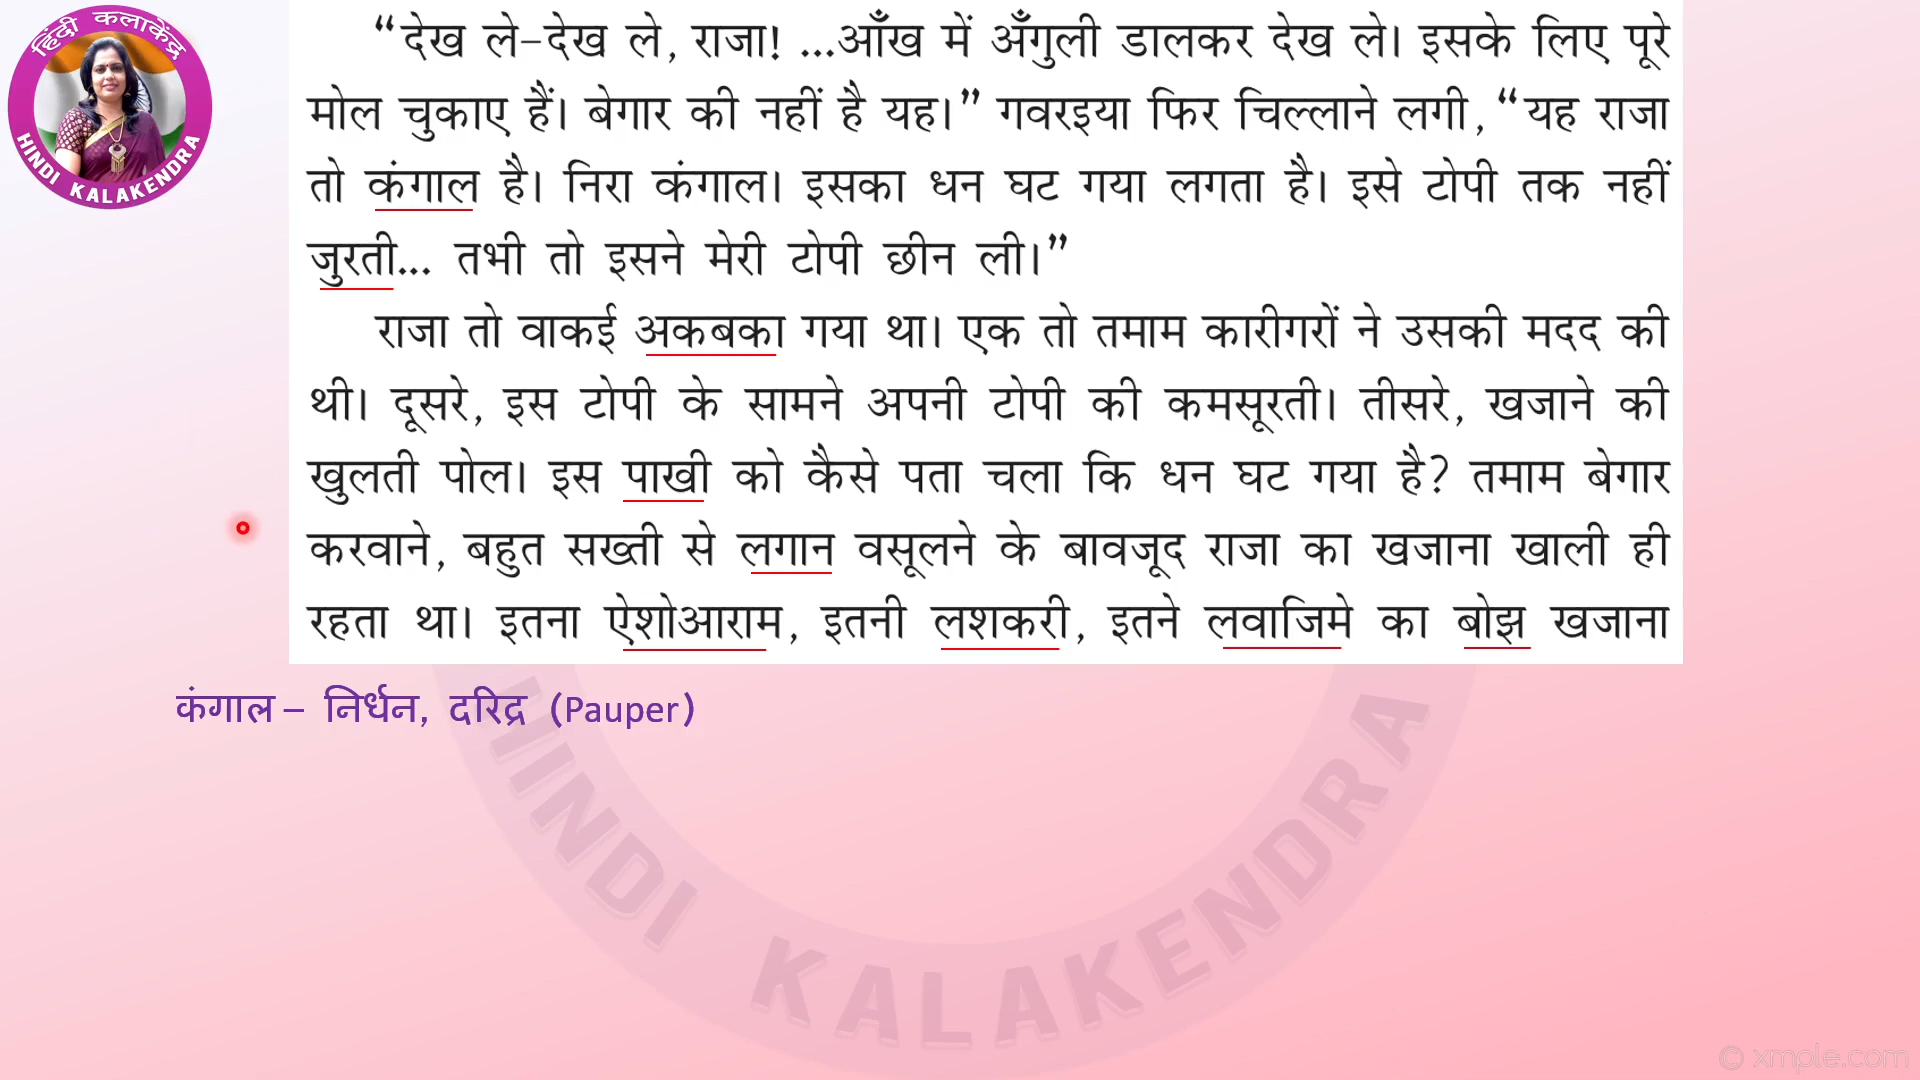 हिंदी कलाकेंद्र
HINDI KALAKENDRA
“देख ले–देख ले, राजा! ...आँख में अँगुली डालकर देख ले। इसके लिए पूरे
मोल चुकाए हैं। बेगार की नहीं है यह।” गवरइया फिर चिल्लाने लगी, “यह राजा
तो कंगाल है। निरा कंगाल। इसका धन घट गया लगता है। इसे टोपी तक नहीं
जुरती... तभी तो इसने मेरी टोपी छीन ली।”
राजा तो वाकई अकबका गया था। एक तो तमाम कारीगरों ने उसकी मदद की
थी। दूसरे, इस टोपी के सामने अपनी टोपी की कमसूरती। तीसरे, खजाने की
खुलती पोल। इस पाखी को कैसे पता चला कि धन घट गया है? तमाम बेगार
करवाने, बहुत सख्ती से लगान वसूलने के बावजूद राजा का खजाना खाली ही
रहता था। इतना ऐशोआराम, इतनी लशकरी, इतने लवाजिमे का बोझ खजाना
कंगाल – निर्धन, दरिद्र (Pauper)
HINDI KALAKENDRA
© xmple.com